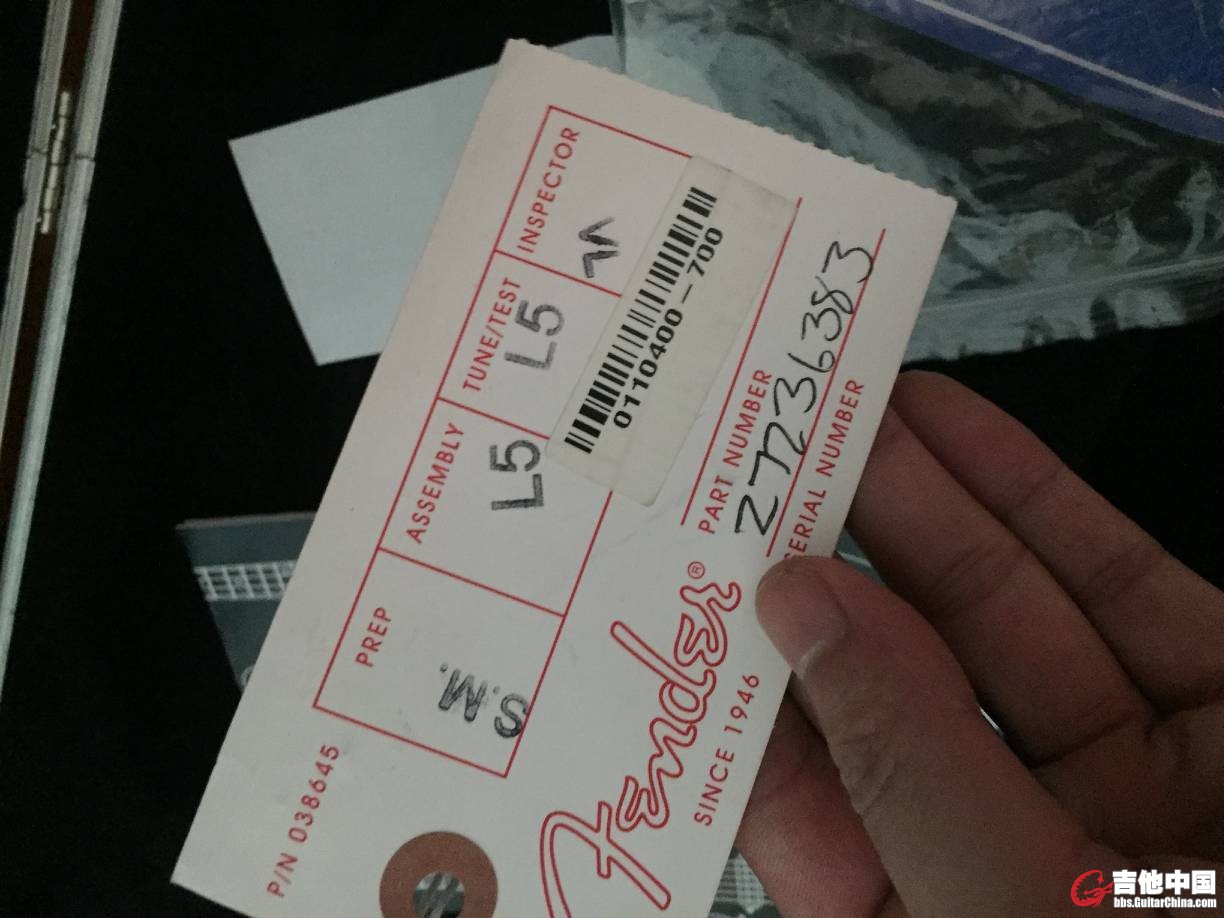 INSPECTOR
TUNE/TEST
L5
ASSEMBLY
L5
PREP
S.M.
0110400-700
PART NUMBER
SERIAL NUMBER
Fender®
SINCE 1946
P/N 038645
吉他中国
bbs.GuitarChina.com